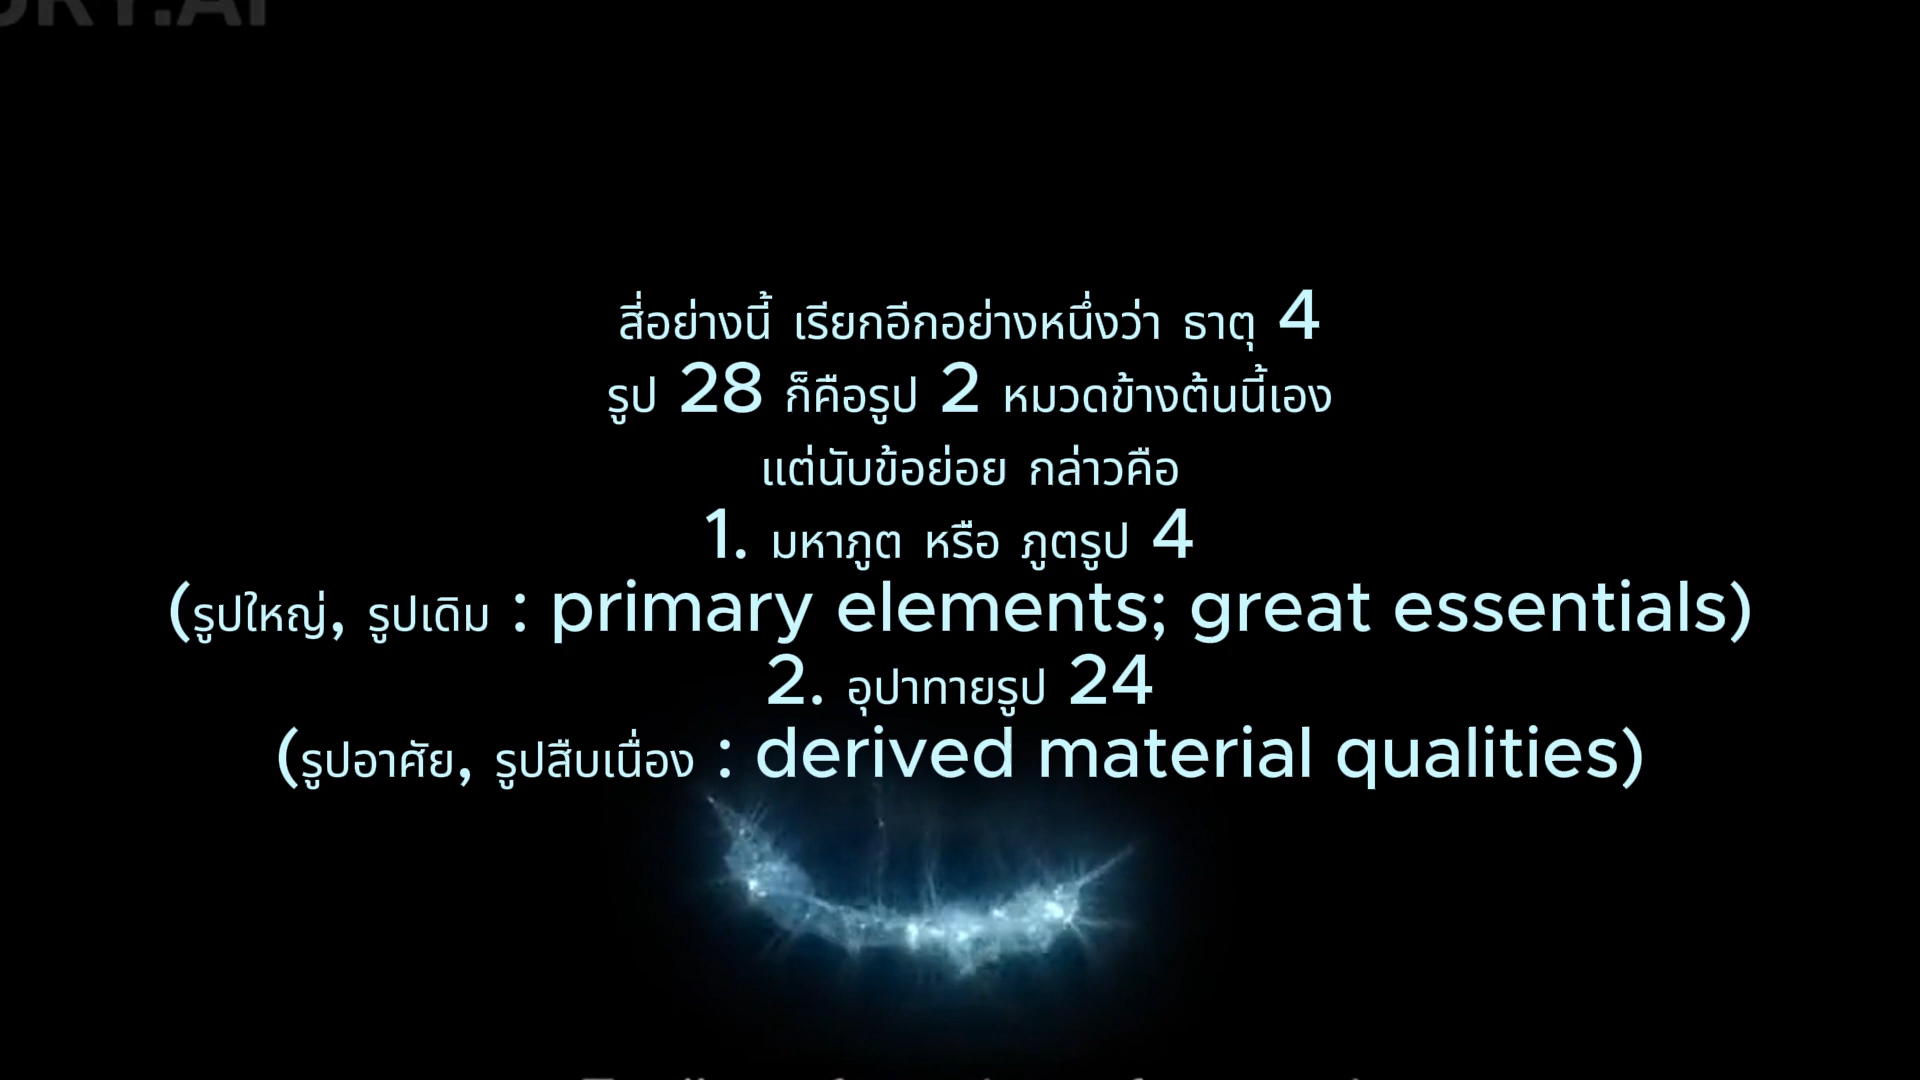 สี่อย่างนี้ เรียกอีกอย่างหนึ่งว่า ธาตุ 4
รูป 28 ก็คือรูป 2 หมวดข้างต้นนี้เอง
แต่นับข้อย่อย กล่าวคือ
1. มหาภูต หรือ ภูตรูป 4
(รูปใหญ่, รูปเดิม : primary elements; great essentials)
2. อุปาทายรูป 24
(รูปอาศัย, รูปสืบเนื่อง : derived material qualities)